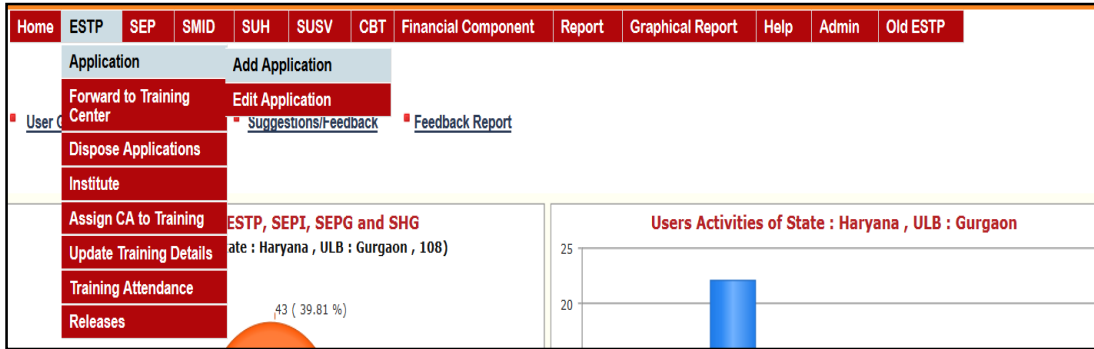 Home ESTP SEP SMID SUH SUSV CBT Financial Component Report Graphical Report Help Admin Old ESTP
Application
Add Application
Forward to Training
Center
Edit Application
User
Suggestions/Feedback
Feedback Report
Dispose Applications
Institute
Assign CA to Training
Update Training Details
Training Attendance
Releases
ESTP, SEPI, SEPG and SHG
ate : Haryana , ULB : Gurgaon , 108)
43 ( 39.81 %)
Users Activities of State : Haryana , ULB : Gurgaon
25
20